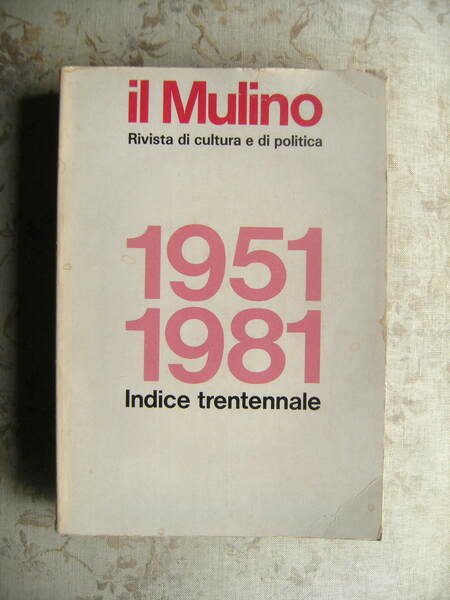 il Mulino
Rivista di cultura e di politica
1951
1981
Indice trentennale